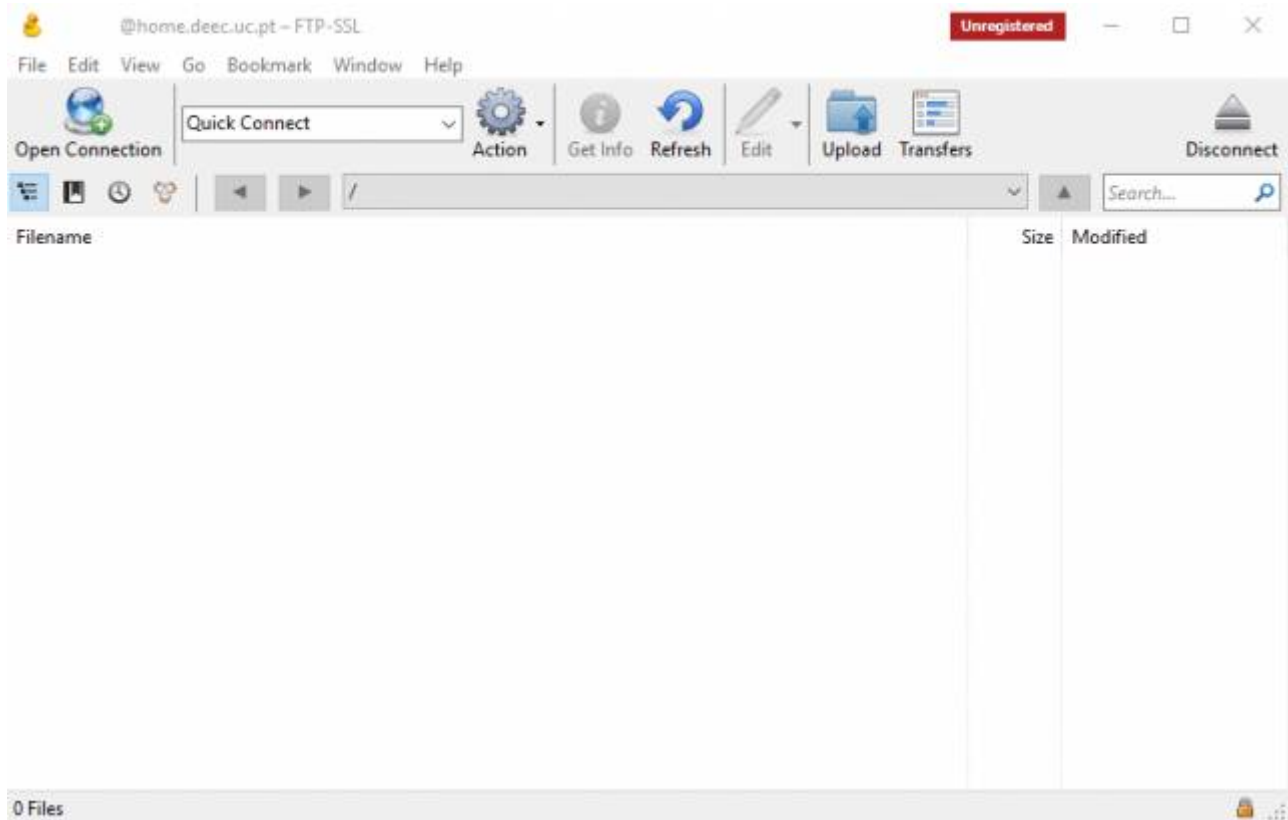 @home.deec.uc.pt – FTP-SSL Unregistered
File Edit View Go Bookmark Window Help
Quick Connect
Open Connection Action Get Info Refresh Edit Upload Transfers Disconnect
/ Search...
Filename Size Modified
0 Files